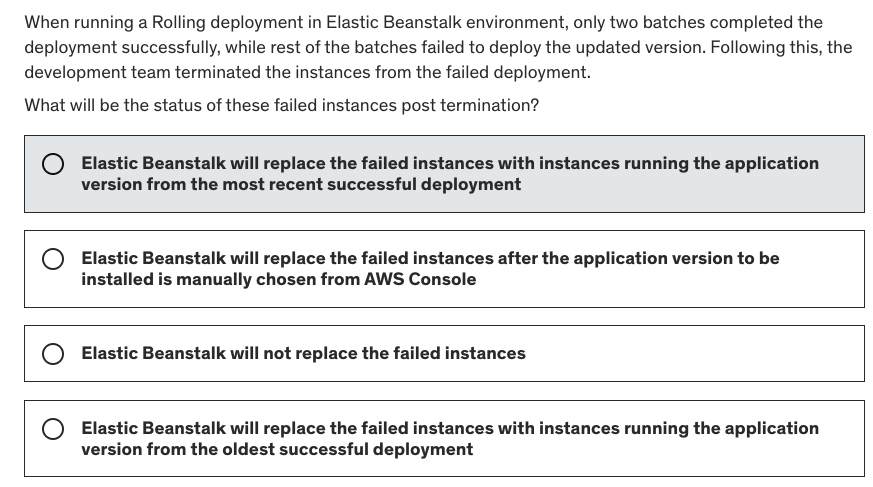 When running a Rolling deployment in Elastic Beanstalk environment, only two batches completed the
deployment successfully, while rest of the batches failed to deploy the updated version. Following this, the
development team terminated the instances from the failed deployment.
What will be the status of these failed instances post termination?
Elastic Beanstalk will replace the failed instances with instances running the application
version from the most recent successful deployment
Elastic Beanstalk will replace the failed instances after the application version to be
installed is manually chosen from AWS Console
Elastic Beanstalk will not replace the failed instances
Elastic Beanstalk will replace the failed instances with instances running the application
version from the oldest successful deployment